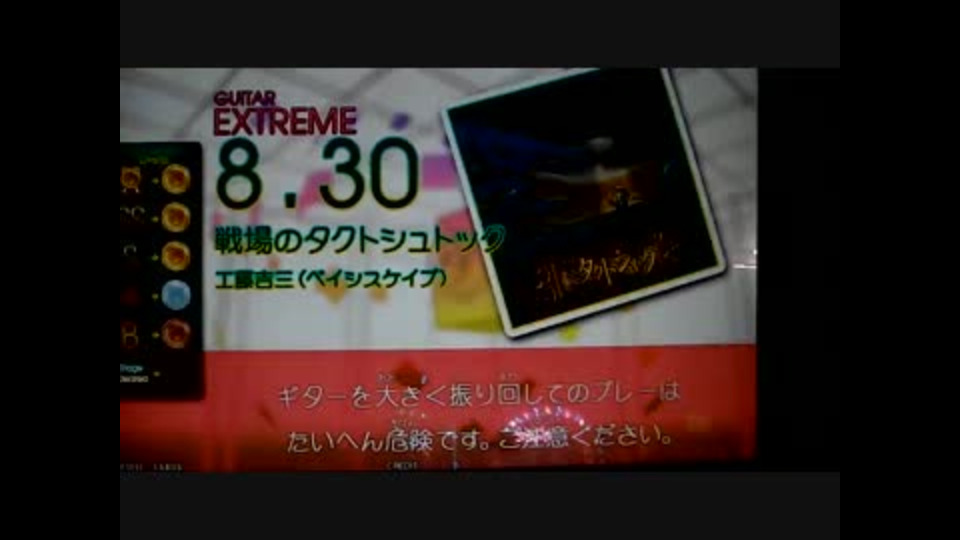 GUITAR
EXTREME
8.30
戦場のタクトシュトック
工藤吉三(ベイシスケイプ)
ギターを大きく振り回してのプレーは
たいへん危険です。ご注意ください。
CREDIT